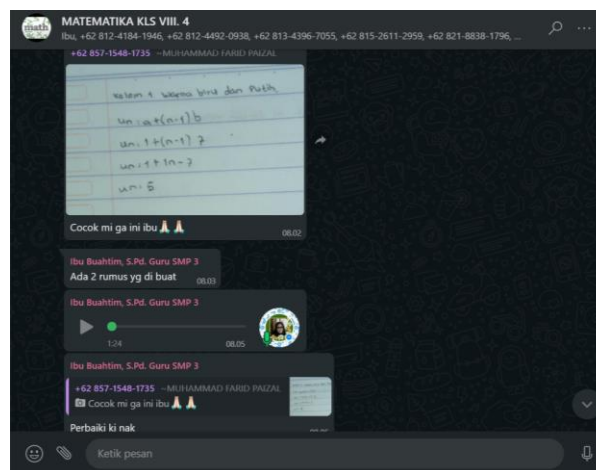 math
MATEMATIKA KLS VIII. 4
Ibu, +62 812-4184-1946, +62 812-4492-0938, +62 813-4396-7055, +62 815-2611-2959, +62 821-8838-1796, ...
+62 857-1548-1735 ~MUHAMMAD FARID PAIZAL
kolom 1 warna biru dan Putih
un: a+(n-1) b
un: 1+(n-1) 7
un: 1+1n-7
un: 6
Cocok mi ga ini ibu 🙏🏻 🙏🏻
08.02
Ibu Buahtim, S.Pd. Guru SMP 3
Ada 2 rumus yg di buat
08.03
Ibu Buahtim, S.Pd. Guru SMP 3
1:24
08.05
Ibu Buahtim, S.Pd. Guru SMP 3
+62 857-1548-1735 ~MUHAMMAD FARID PAIZAL
Cocok mi ga ini ibu 🙏🏻 🙏🏻
Perbaiki ki nak
Ketik pesan